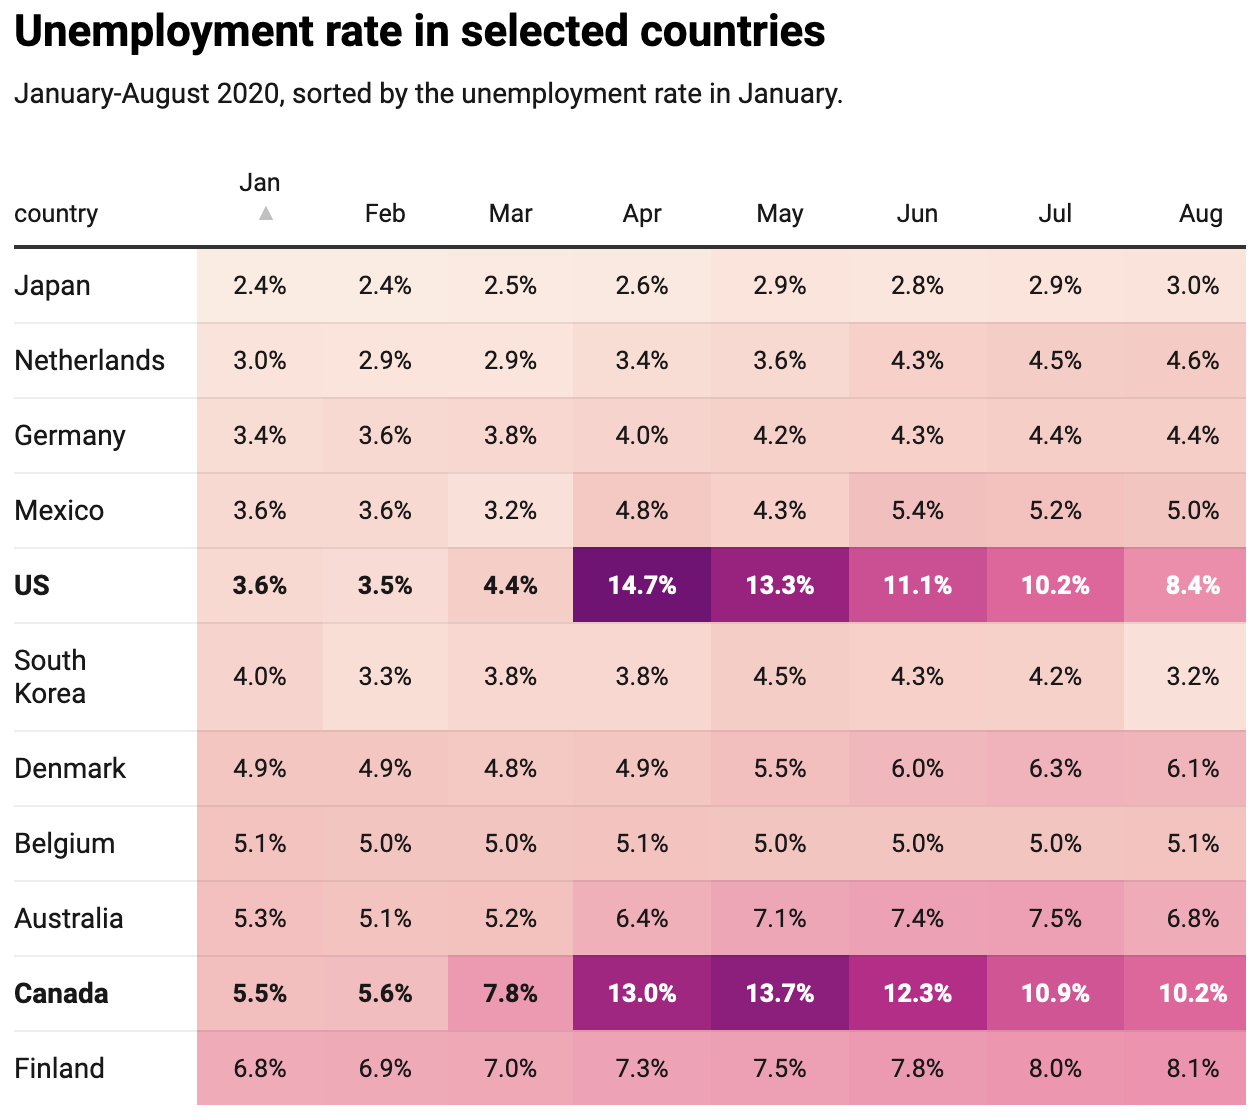 Unemployment rate in selected countries
January-August 2020, sorted by the unemployment rate in January.
country Jan ▲ Feb Mar Apr May Jun Jul Aug
Japan 2.4% 2.4% 2.5% 2.6% 2.9% 2.8% 2.9% 3.0%
Netherlands 3.0% 2.9% 2.9% 3.4% 3.6% 4.3% 4.5% 4.6%
Germany 3.4% 3.6% 3.8% 4.0% 4.2% 4.3% 4.4% 4.4%
Mexico 3.6% 3.6% 3.2% 4.8% 4.3% 5.4% 5.2% 5.0%
US 3.6% 3.5% 4.4% 14.7% 13.3% 11.1% 10.2% 8.4%
South Korea 4.0% 3.3% 3.8% 3.8% 4.5% 4.3% 4.2% 3.2%
Denmark 4.9% 4.9% 4.8% 4.9% 5.5% 6.0% 6.3% 6.1%
Belgium 5.1% 5.0% 5.0% 5.1% 5.0% 5.0% 5.0% 5.1%
Australia 5.3% 5.1% 5.2% 6.4% 7.1% 7.4% 7.5% 6.8%
Canada 5.5% 5.6% 7.8% 13.0% 13.7% 12.3% 10.9% 10.2%
Finland 6.8% 6.9% 7.0% 7.3% 7.5% 7.8% 8.0% 8.1%